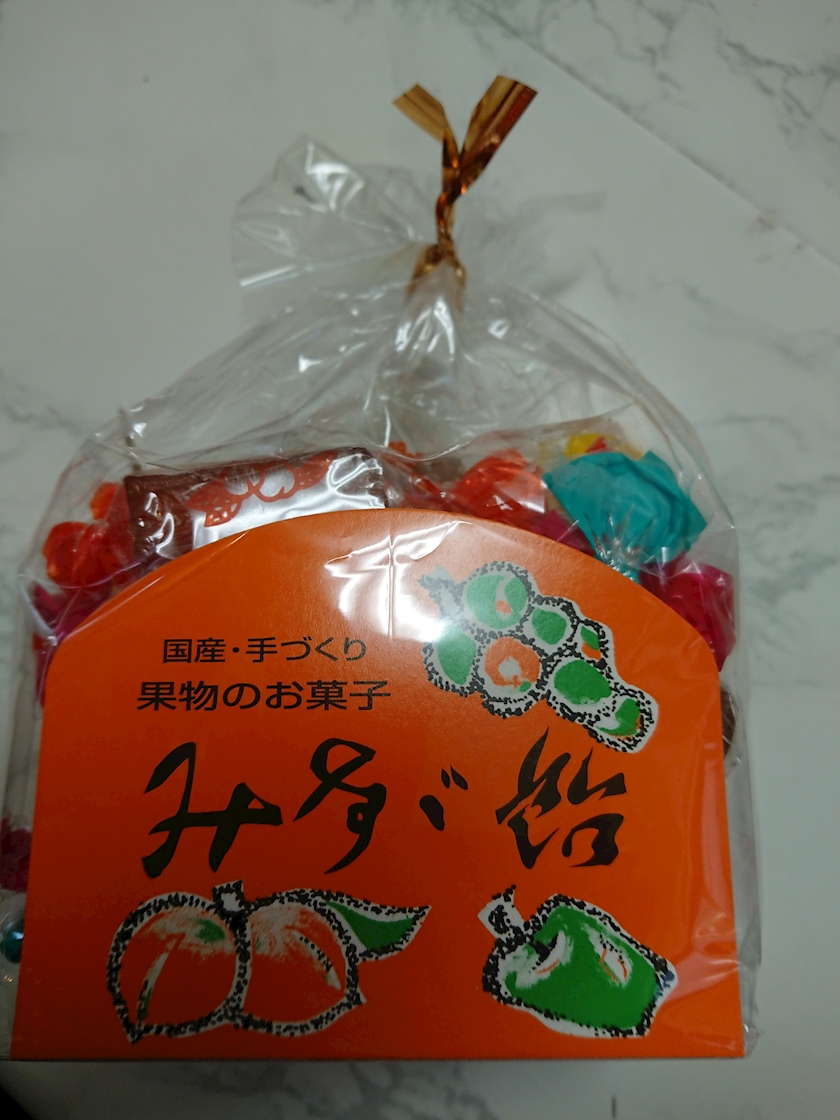 国産・手づくり
果物のお菓子
みすゞ飴